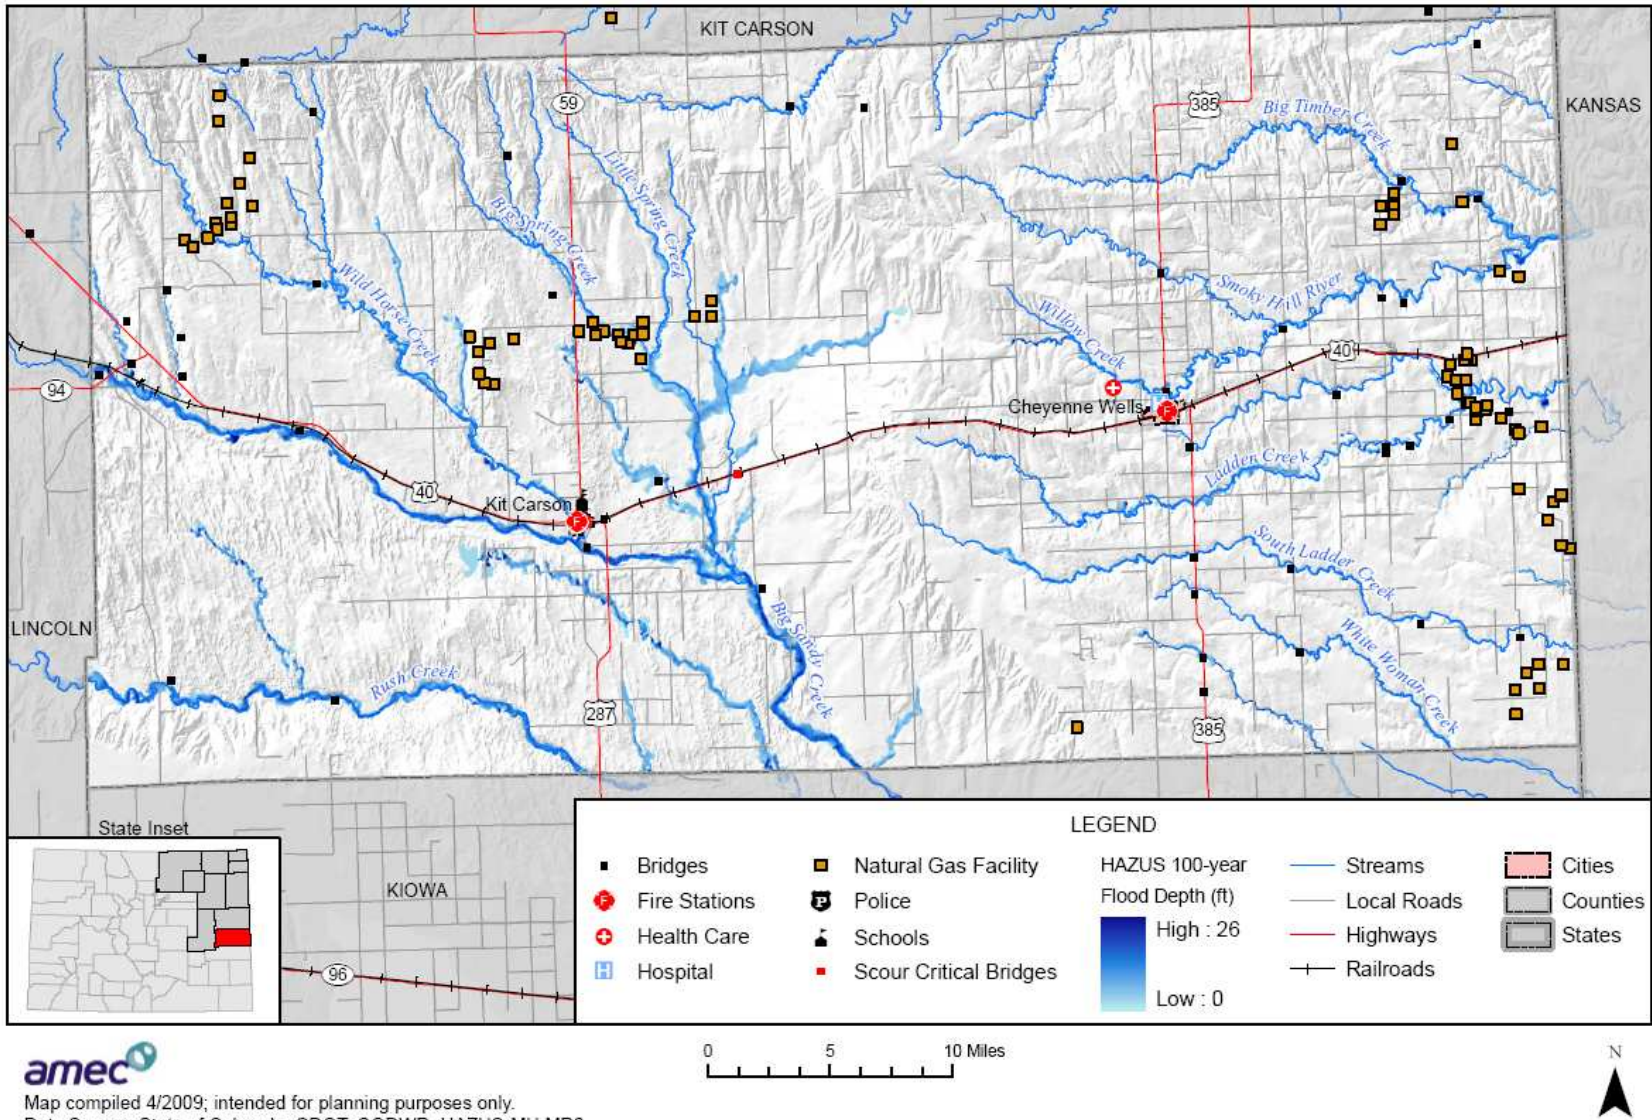 KIT CARSON
KANSAS
59
385
Big Timber Creek
Little Spring Creek
Big Spring Creek
Wild Horse Creek
Smoky Hill River
Willow Creek
40
94
Cheyenne Wells
F
Ladder Creek
40
Kit Carson
F
South Ladder Creek
LINCOLN
Big Sandy Creek
White Woman Creek
Rush Creek
287
385
State Inset
KIOWA
96
LEGEND
Bridges
F Fire Stations
Health Care
H Hospital
Natural Gas Facility
P Police
Schools
Scour Critical Bridges
HAZUS 100-year
Flood Depth (ft)
High : 26
Low : 0
Streams
Local Roads
Highways
Railroads
Cities
Counties
States
amec
0 5 10 Miles
N
Map compiled 4/2009; intended for planning purposes only.